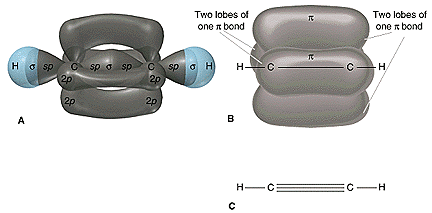 H σ sp C sp σ sp C sp σ H
2p 2p
2p 2p
A
Two lobes of
one π bond
π
Two lobes of
one π bond
π
H C C H
B
H C C H
C